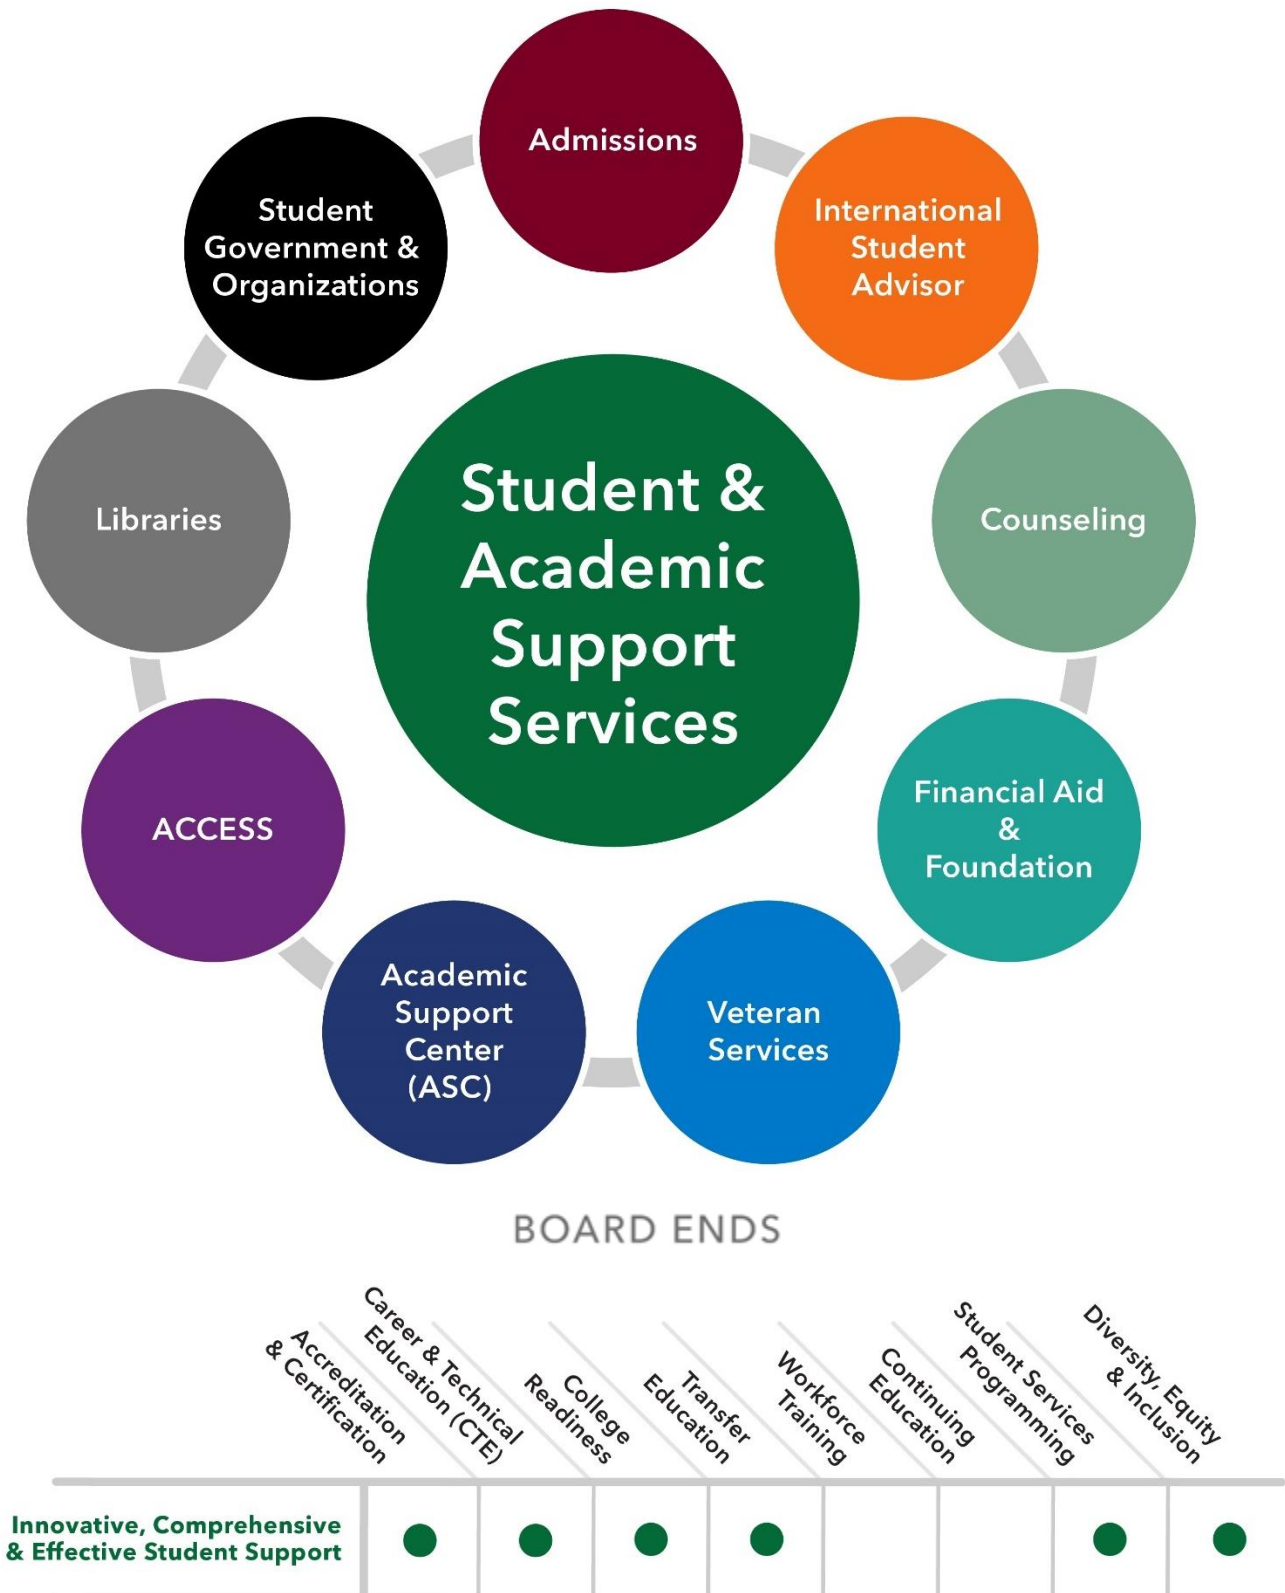 Admissions
International
Student
Advisor
Counseling
Financial Aid
&
Foundation
Veteran
Services
Academic
Support
Center
(ASC)
ACCESS
Libraries
Student
Government &
Organizations
Student &
Academic
Support
Services
BOARD ENDS
Accreditation
& Certification
Career & Technical
Education (CTE)
College
Readiness
Transfer
Education
Workforce
Training
Continuing
Education
Student Services
Programming
Diversity, Equity
& Inclusion
Innovative, Comprehensive
& Effective Student Support